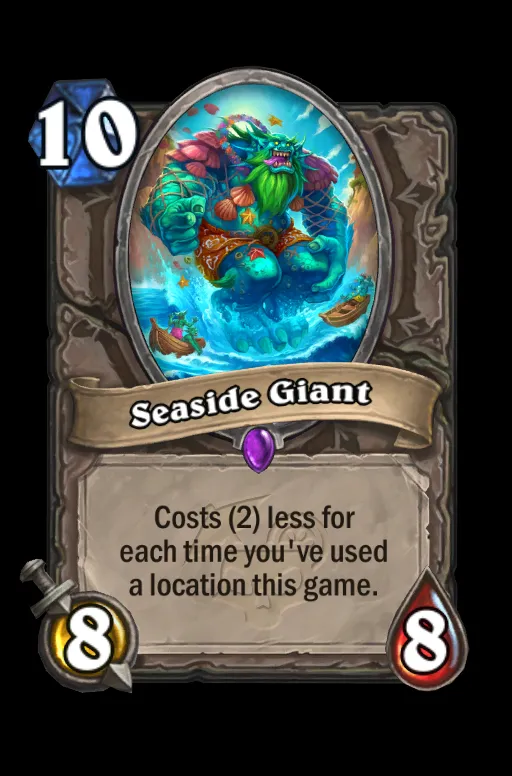 10
Seaside Giant
Costs (2) less for
each time you've used
a location this game.
8
8